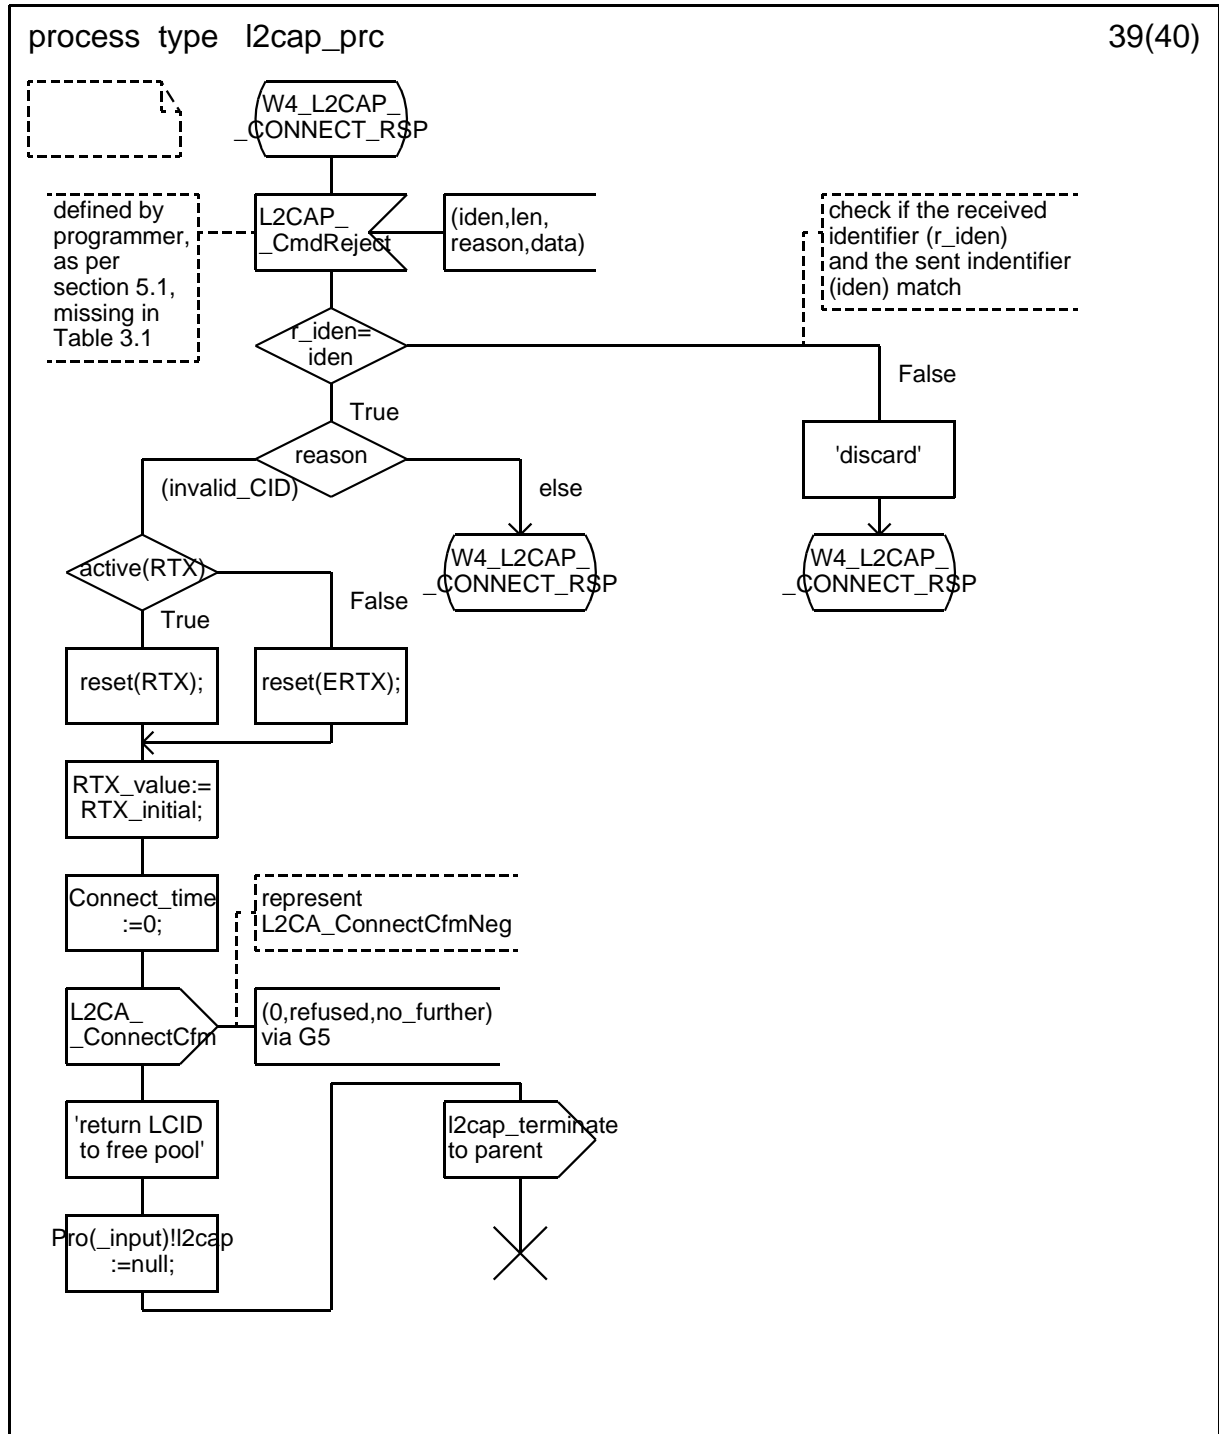 process type l2cap_prc
39(40)
W4_L2CAP_
_CONNECT_RSP
defined by
programmer,
as per
section 5.1,
missing in
Table 3.1
L2CAP_
_CmdReject
(iden,len,
reason,data)
check if the received
identifier (r_iden)
and the sent indentifier
(iden) match
r_iden=
iden
False
True
reason
'discard'
(invalid_CID)
else
active(RTX)
W4_L2CAP_
_CONNECT_RSP
W4_L2CAP_
_CONNECT_RSP
False
True
reset(RTX);
reset(ERTX);
RTX_value:=
RTX_initial;
Connect_time
:=0;
represent
L2CA_ConnectCfmNeg
L2CA_
_ConnectCfm
(0,refused,no_further)
via G5
'return LCID
to free pool'
l2cap_terminate
to parent
Pro(_input)!l2cap
:=null;